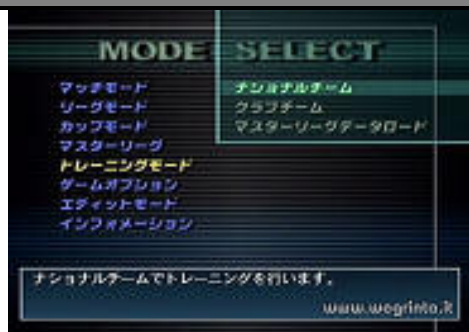 MODE SELECT
マッチモード
リーグモード
カップモード
マスターリーグ
トレーニングモード
ゲームオプション
エディットモード
インフォメーション
ナショナルチーム
クラブチーム
マスターリーグデータロード
ナショナルチームでトレーニングを行います。
www.wegrinta.it